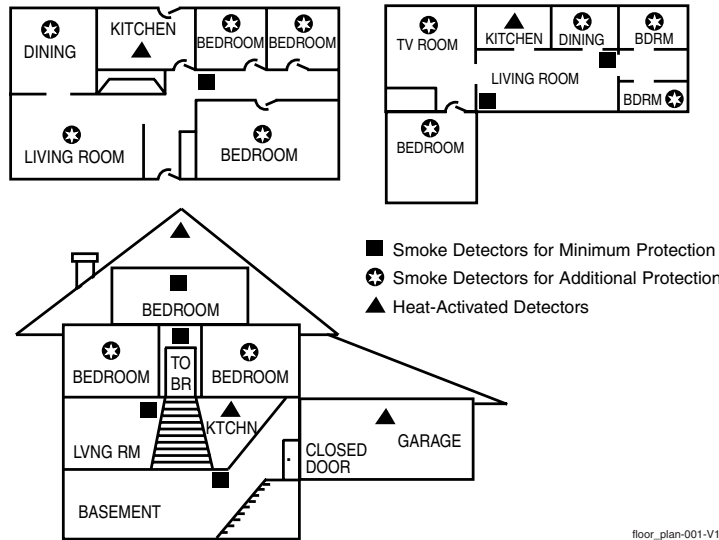 DINING
KITCHEN
BEDROOM
BEDROOM
LIVING ROOM
BEDROOM
TV ROOM
KITCHEN
DINING
BDRM
LIVING ROOM
BDRM
BEDROOM
Smoke Detectors for Minimum Protection
Smoke Detectors for Additional Protection
Heat-Activated Detectors
BEDROOM
BEDROOM
TO
BR
BEDROOM
LVNG RM
KTCHN
CLOSED
DOOR
GARAGE
BASEMENT
floor_plan-001-V1